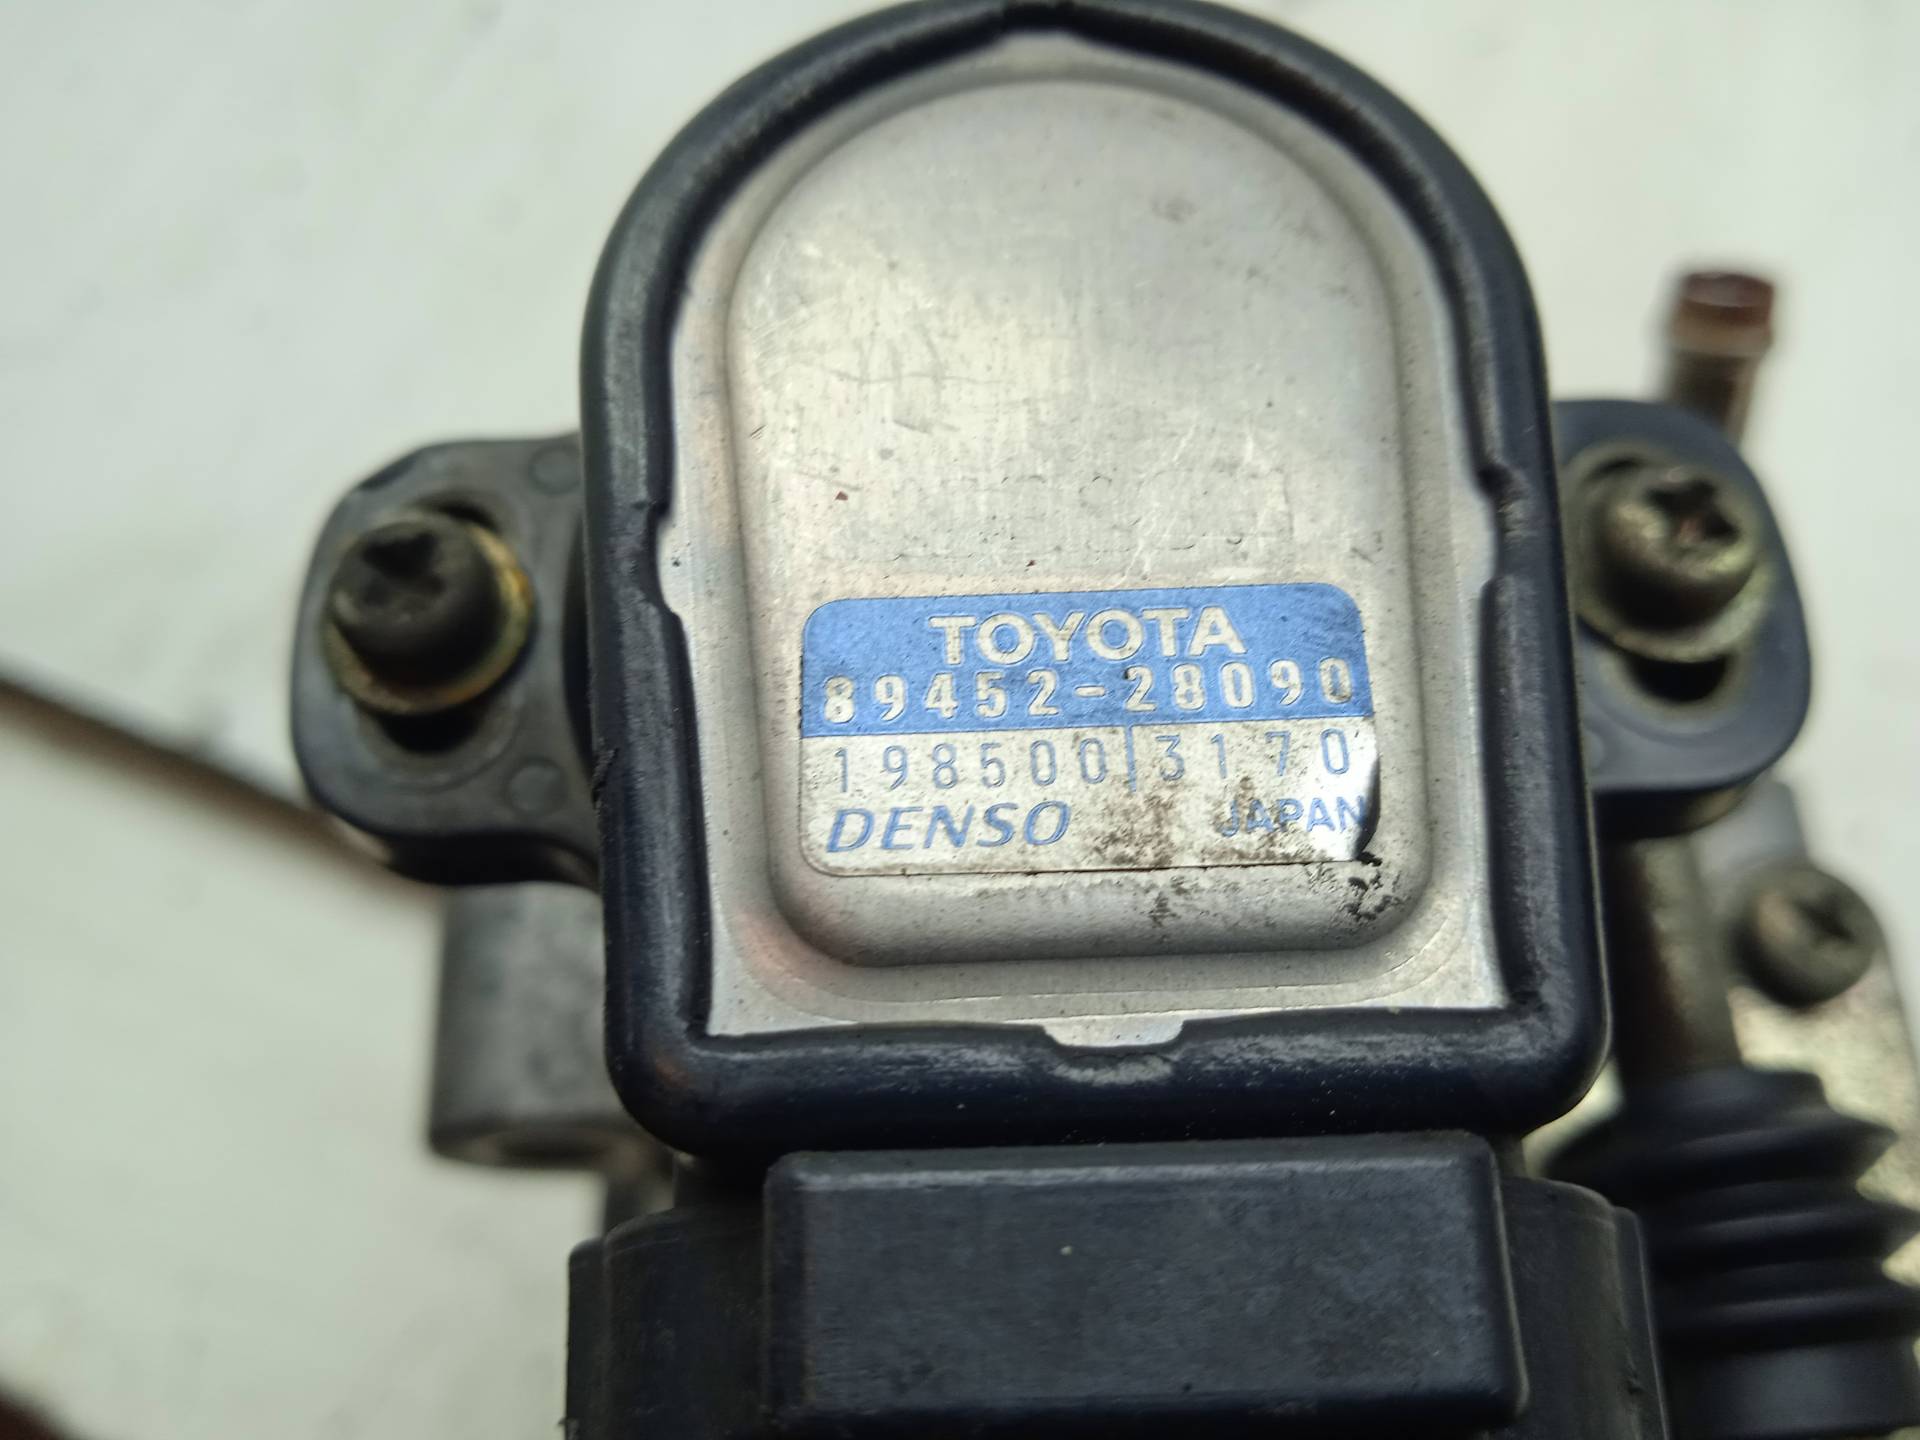 TOYOTA
89452-28090
198500 3170
DENSO JAPAN